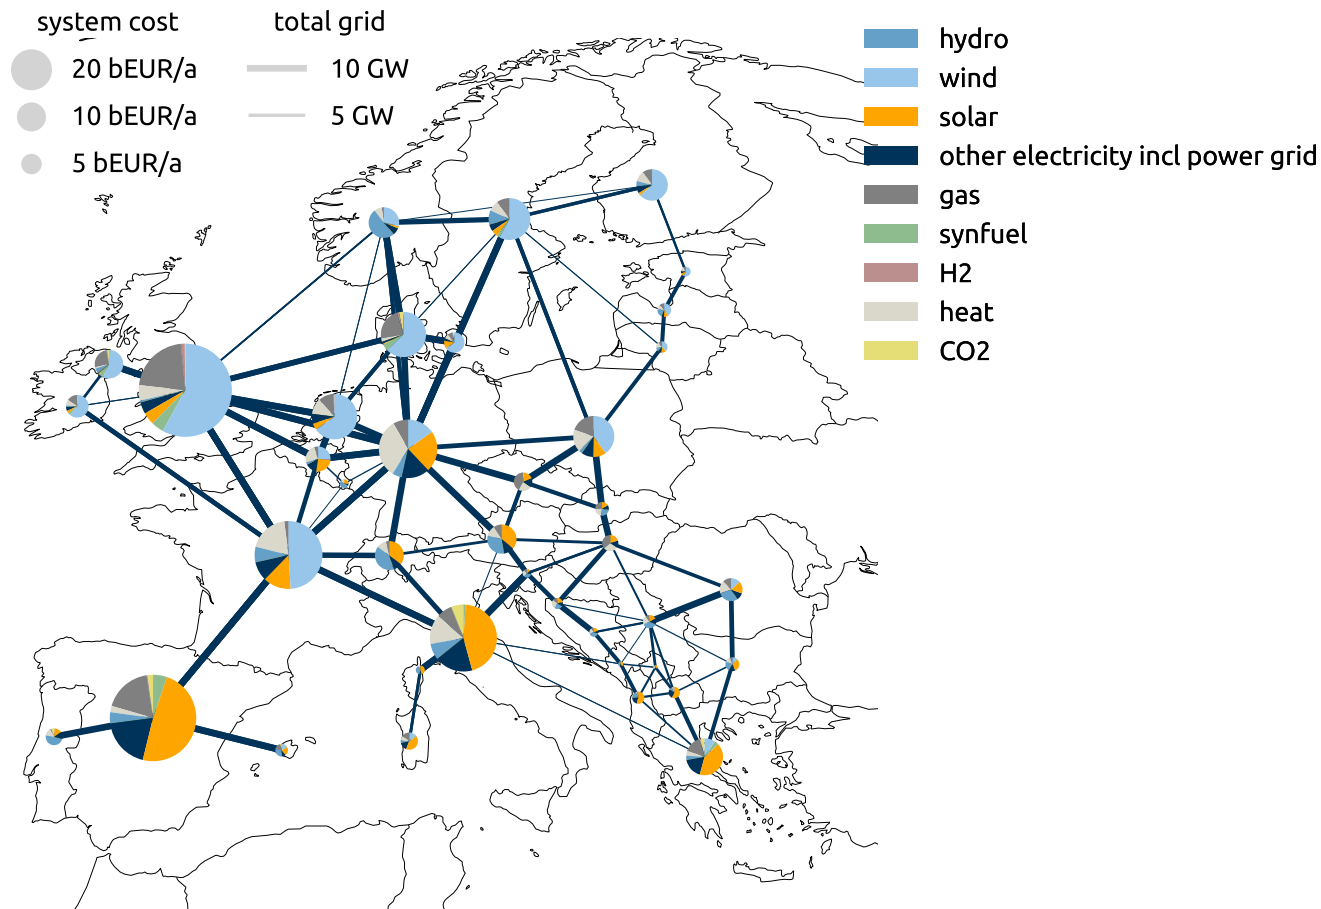 system cost
20 bEUR/a
10 bEUR/a
5 bEUR/a
total grid
10 GW
5 GW
hydro
wind
solar
other electricity incl power grid
gas
synfuel
H2
heat
CO2